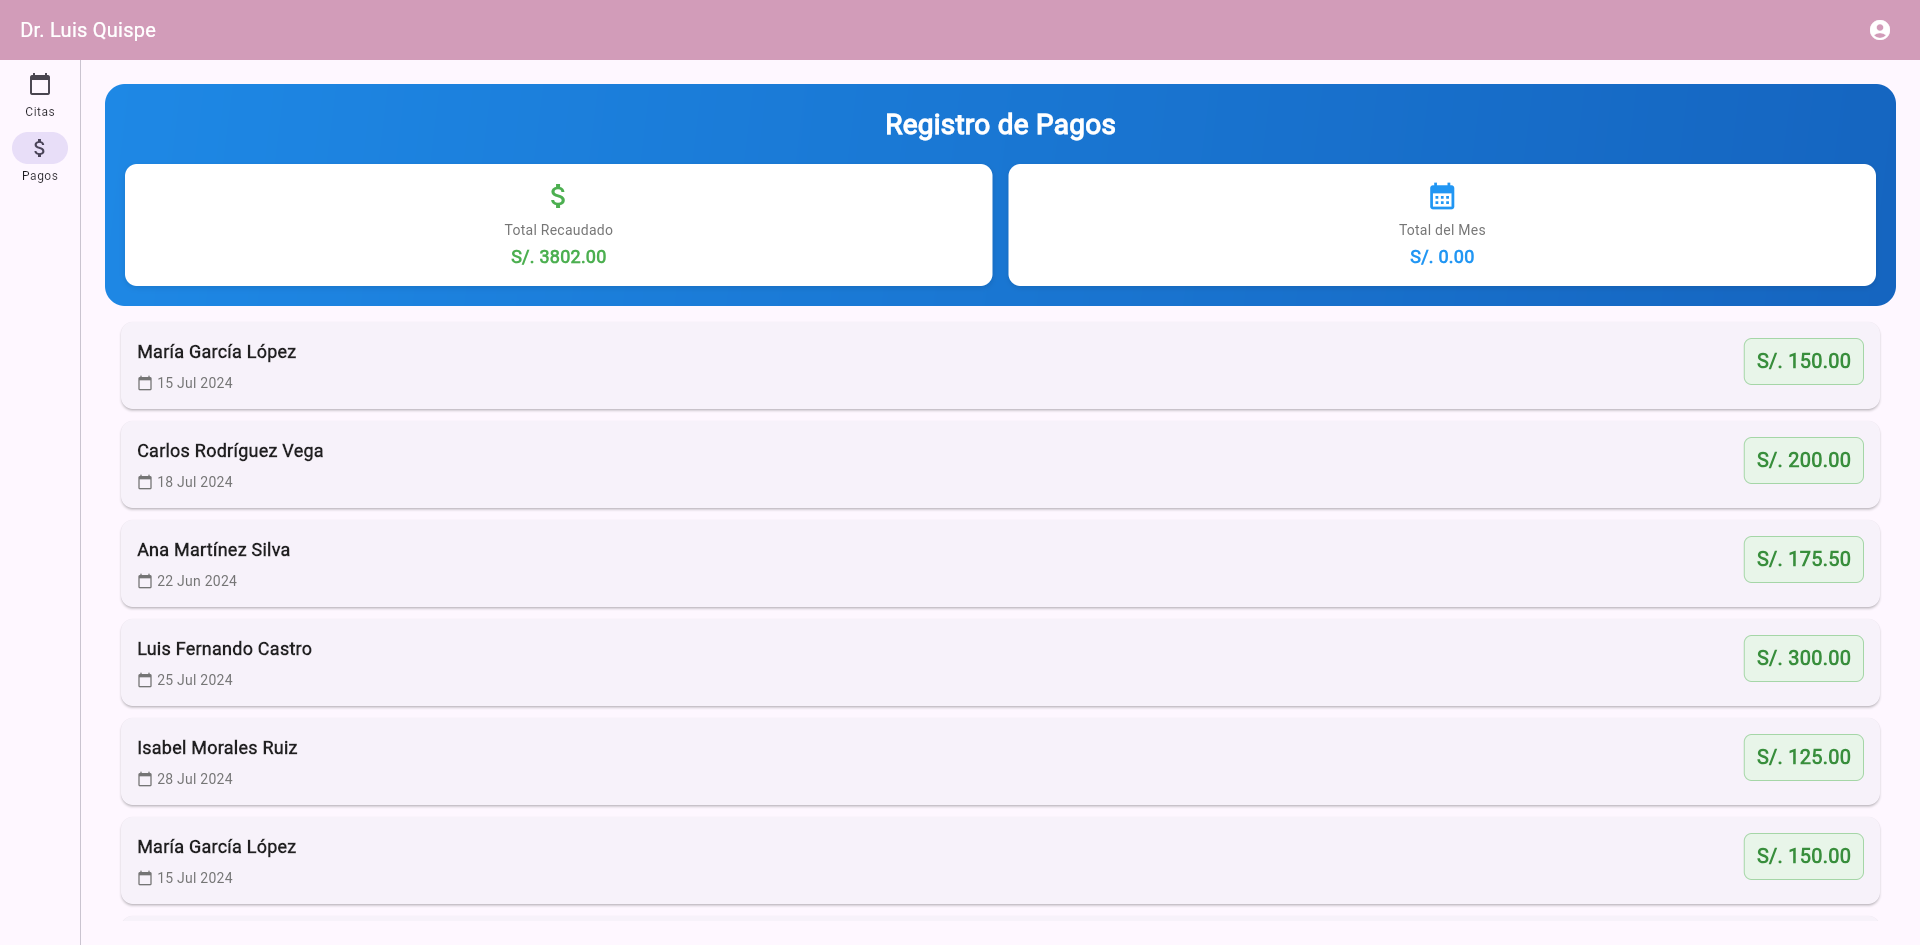 Dr. Luis Quispe
Citas
Pagos
Registro de Pagos
Total Recaudado
S/. 3802.00
Total del Mes
S/. 0.00
María García López
15 Jul 2024
S/. 150.00
Carlos Rodríguez Vega
18 Jul 2024
S/. 200.00
Ana Martínez Silva
22 Jun 2024
S/. 175.50
Luis Fernando Castro
25 Jul 2024
S/. 300.00
Isabel Morales Ruiz
28 Jul 2024
S/. 125.00
María García López
15 Jul 2024
S/. 150.00